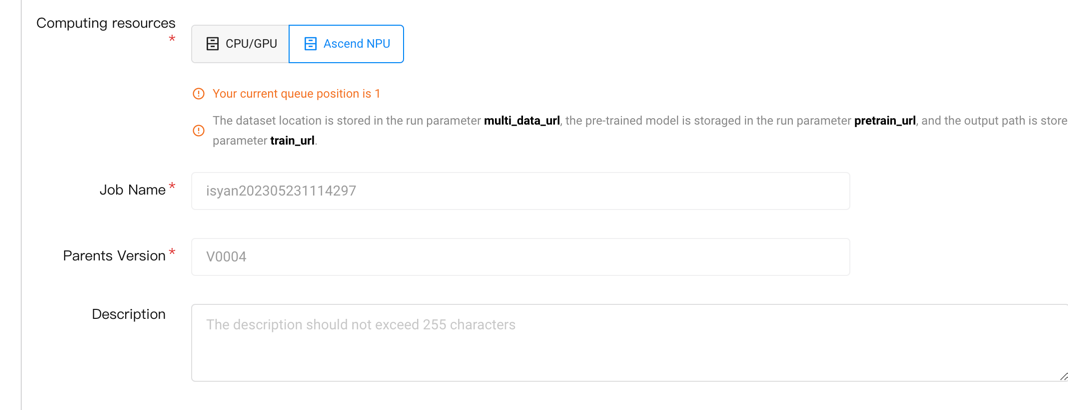 Computing resources
*
CPU/GPU Ascend NPU
Your current queue position is 1
The dataset location is stored in the run parameter multi_data_url, the pre-trained model is storaged in the run parameter pretrain_url, and the output path is store
parameter train_url.
Job Name* isyan202305231114297
Parents Version* V0004
Description
The description should not exceed 255 characters